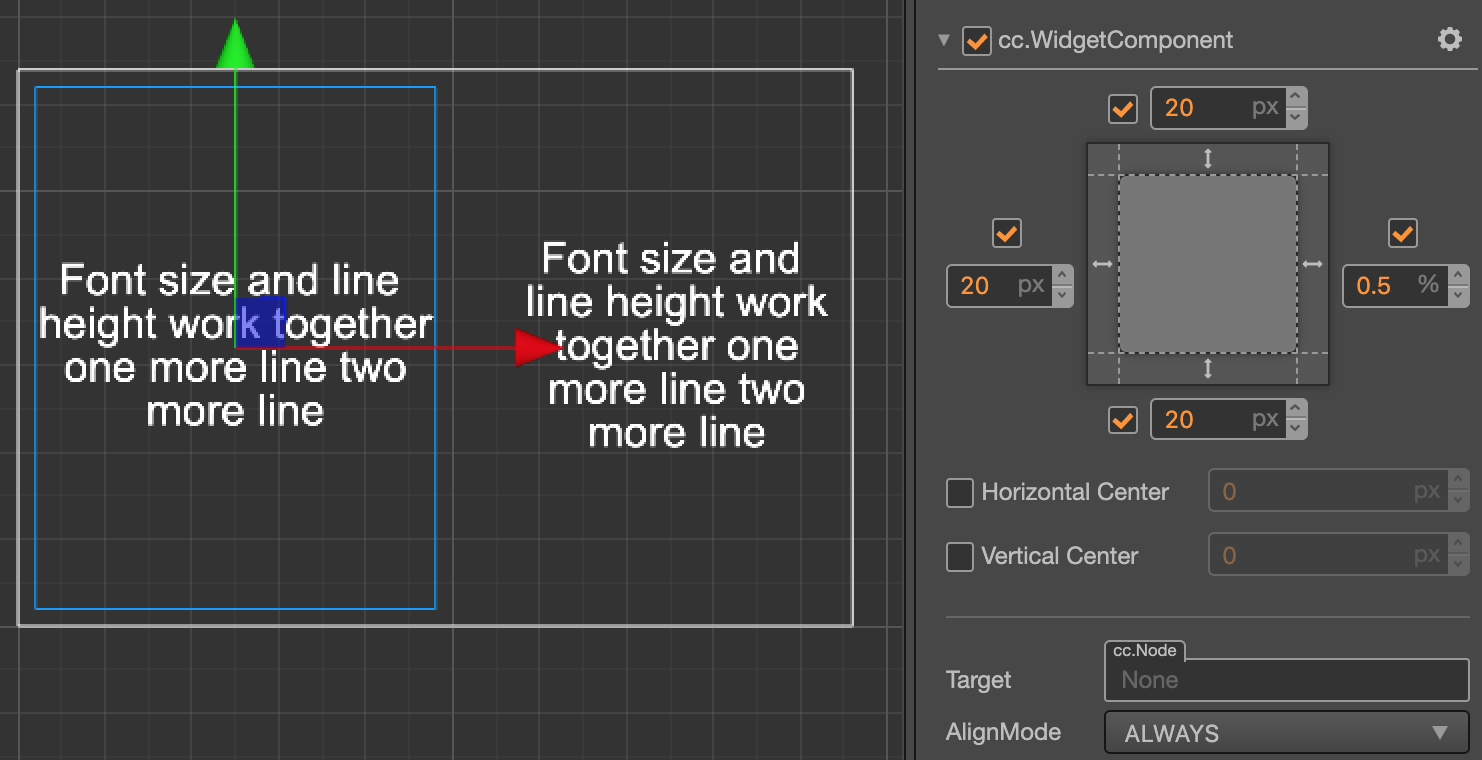 Font size and line
height work together
one more line two
more line
Font size and
line height work
together one
more line two
more line
cc.WidgetComponent
20 px
20 px
0.5 %
20 px
Horizontal Center 0 px
Vertical Center 0 px
cc.Node
Target None
AlignMode ALWAYS